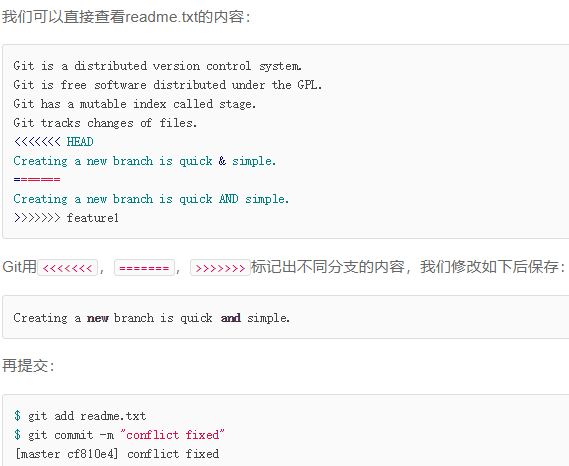 我们可以直接查看readme.txt的内容：
Git is a distributed version control system.
Git is free software distributed under the GPL.
Git has a mutable index called stage.
Git tracks changes of files.
<<<<<<< HEAD
Creating a new branch is quick & simple.
=======
Creating a new branch is quick AND simple.
>>>>>>> feature1
Git用<<<<<<<，=======，>>>>>>>标记出不同分支的内容，我们修改如下后保存：
Creating a new branch is quick and simple.
再提交：
$ git add readme.txt
$ git commit -m "conflict fixed"
[master cf810e4] conflict fixed